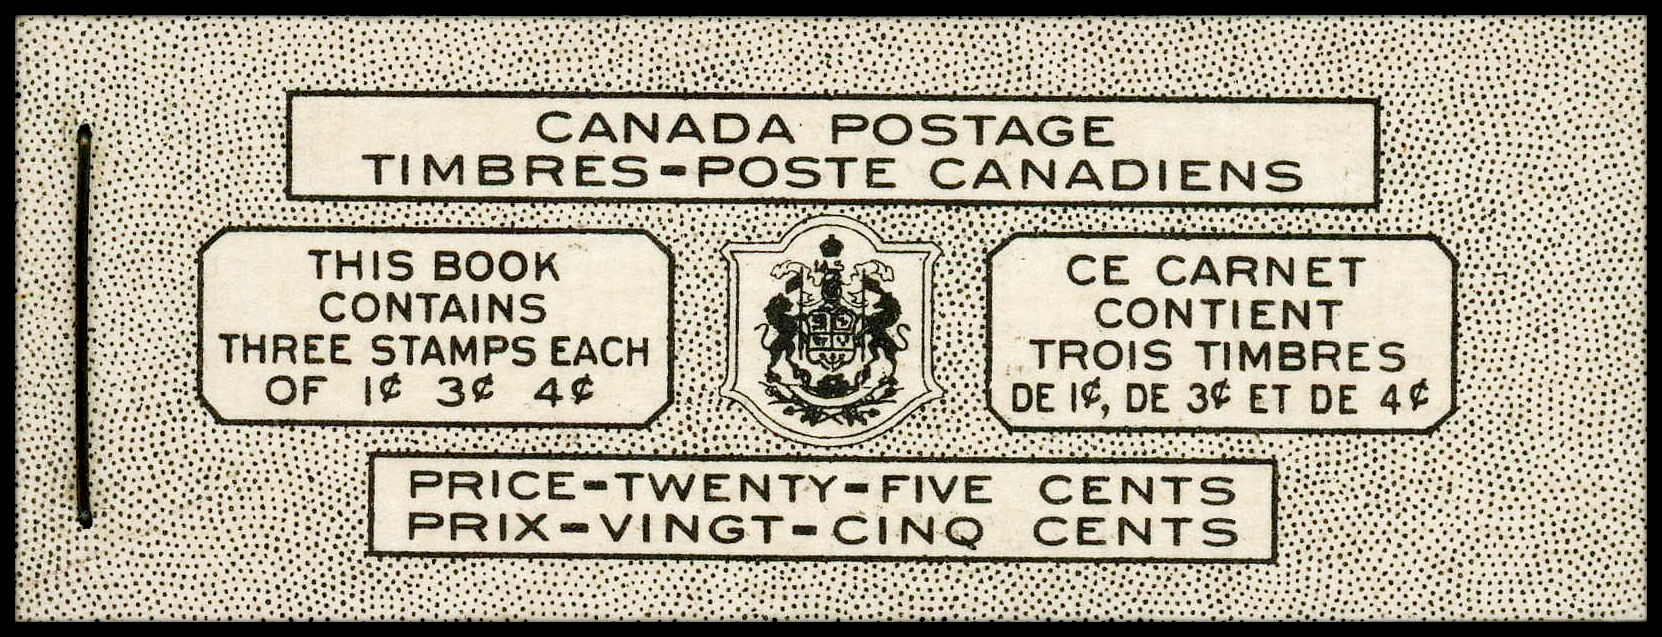 CANADA POSTAGE
TIMBRES-POSTE CANADIENS
THIS BOOK
CONTAINS
THREE STAMPS EACH
OF 1¢ 3¢ 4¢
CE CARNET
CONTIENT
TROIS TIMBRES
DE 1¢, DE 3¢ ET DE 4¢
PRICE-TWENTY-FIVE CENTS
PRIX-VINGT-CINQ CENTS